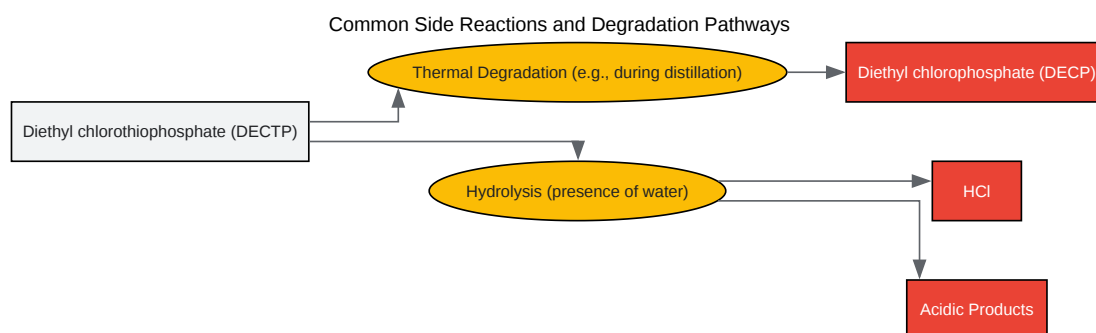 Common Side Reactions and Degradation Pathways
Thermal Degradation (e.g., during distillation)
Diethyl chlorophosphate (DECP)
Diethyl chlorothiophosphate (DECTP)
Hydrolysis (presence of water)
HCl
Acidic Products